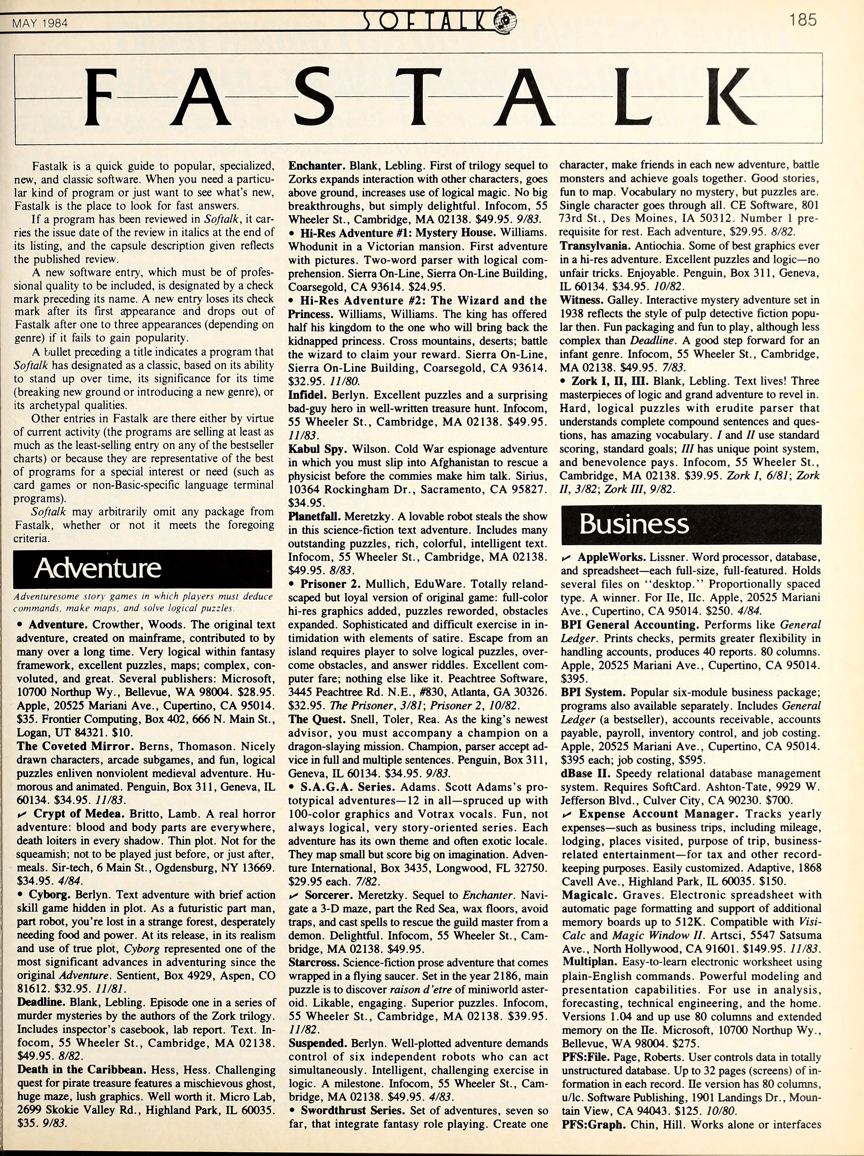 MAY 1984
SOFTALK
185
FASTALK
Fastalk is a quick guide to popular, specialized,
new, and classic software. When you need a particu-
lar kind of program or just want to see what's new,
Fastalk is the place to look for fast answers.
If a program has been reviewed in Softalk, it car-
ries the issue date of the review in italics at the end of
its listing, and the capsule description given reflects
the published review.
A new software entry, which must be of profes-
sional quality to be included, is designated by a check
mark preceding its name. A new entry loses its check
mark after its first appearance and drops out of
Fastalk after one to three appearances (depending on
genre) if it fails to gain popularity.
A bullet preceding a title indicates a program that
Softalk has designated as a classic, based on its ability
to stand up over time, its significance for its time
(breaking new ground or introducing a new genre), or
its archetypal qualities.
Other entries in Fastalk are there either by virtue
of current activity (the programs are selling at least as
much as the least-selling entry on any of the bestseller
charts) or because they are representative of the best
of programs for a special interest or need (such as
card games or non-Basic-specific language terminal
programs).
Softalk may arbitrarily omit any package from
Fastalk, whether or not it meets the foregoing
criteria.
Adventure
Adventuresome story games in which players must deduce
commands, make maps, and solve logical puzzles.
• Adventure. Crowther, Woods. The original text
adventure, created on mainframe, contributed to by
many over a long time. Very logical within fantasy
framework, excellent puzzles, maps; complex, con-
voluted, and great. Several publishers: Microsoft,
10700 Northup Wy., Bellevue, WA 98004. $28.95.
Apple, 20525 Mariani Ave., Cupertino, CA 95014.
$35. Frontier Computing, Box 402, 666 N. Main St.,
Logan, UT 84321. $10.
The Coveted Mirror. Berns, Thomason. Nicely
drawn characters, arcade subgames, and fun, logical
puzzles enliven nonviolent medieval adventure. Hu-
morous and animated. Penguin, Box 311, Geneva, IL
60134. $34.95. 11/83.
✓ Crypt of Medea. Britto, Lamb. A real horror
adventure: blood and body parts are everywhere,
death loiters in every shadow. Thin plot. Not for the
squeamish; not to be played just before, or just after,
meals. Sir-tech, 6 Main St., Ogdensburg, NY 13669.
$34.95. 4/84.
• Cyborg. Berlyn. Text adventure with brief action
skill game hidden in plot. As a futuristic part man,
part robot, you're lost in a strange forest, desperately
needing food and power. At its release, in its realism
and use of true plot, Cyborg represented one of the
most significant advances in adventuring since the
original Adventure. Sentient, Box 4929, Aspen, CO
81612. $32.95. 11/81.
Deadline. Blank, Lebling. Episode one in a series of
murder mysteries by the authors of the Zork trilogy.
Includes inspector's casebook, lab report. Text. In-
focom, 55 Wheeler St., Cambridge, MA 02138.
$49.95. 8/82.
Death in the Caribbean. Hess, Hess. Challenging
quest for pirate treasure features a mischievous ghost,
huge maze, lush graphics. Well worth it. Micro Lab,
2699 Skokie Valley Rd., Highland Park, IL 60035.
$35. 9/83.
Enchanter. Blank, Lebling. First of trilogy sequel to
Zorks expands interaction with other characters, goes
above ground, increases use of logical magic. No big
breakthroughs, but simply delightful. Infocom, 55
Wheeler St., Cambridge, MA 02138. $49.95. 9/83.
• Hi-Res Adventure #1: Mystery House. Williams.
Whodunit in a Victorian mansion. First adventure
with pictures. Two-word parser with logical com-
prehension. Sierra On-Line, Sierra On-Line Building,
Coarsegold, CA 93614. $24.95.
• Hi-Res Adventure #2: The Wizard and the
Princess. Williams, Williams. The king has offered
half his kingdom to the one who will bring back the
kidnapped princess. Cross mountains, deserts; battle
the wizard to claim your reward. Sierra On-Line,
Sierra On-Line Building, Coarsegold, CA 93614.
$32.95. 11/80.
Infidel. Berlyn. Excellent puzzles and a surprising
bad-guy hero in well-written treasure hunt. Infocom,
55 Wheeler St., Cambridge, MA 02138. $49.95.
11/83.
Kabul Spy. Wilson. Cold War espionage adventure
in which you must slip into Afghanistan to rescue a
physicist before the commies make him talk. Sirius,
10364 Rockingham Dr., Sacramento, CA 95827.
$34.95.
Planetfall. Meretzky. A lovable robot steals the show
in this science-fiction text adventure. Includes many
outstanding puzzles, rich, colorful, intelligent text.
Infocom, 55 Wheeler St., Cambridge, MA 02138.
$49.95. 8/83.
• Prisoner 2. Mullich, EduWare. Totally reland-
scaped but loyal version of original game: full-color
hi-res graphics added, puzzles reworded, obstacles
expanded. Sophisticated and difficult exercise in in-
timidation with elements of satire. Escape from an
island requires player to solve logical puzzles, over-
come obstacles, and answer riddles. Excellent com-
puter fare; nothing else like it. Peachtree Software,
3445 Peachtree Rd. N.E., #830, Atlanta, GA 30326.
$32.95. The Prisoner, 3/81; Prisoner 2, 10/82.
The Quest. Snell, Toler, Rea. As the king's newest
advisor, you must accompany a champion on a
dragon-slaying mission. Champion, parser accept ad-
vice in full and multiple sentences. Penguin, Box 311,
Geneva, IL 60134. $34.95. 9/83.
• S.A.G.A. Series. Adams. Scott Adams's pro-
totypical adventures—12 in all—spruced up with
100-color graphics and Votrax vocals. Fun, not
always logical, very story-oriented series. Each
adventure has its own theme and often exotic locale.
They map small but score big on imagination. Adven-
ture International, Box 3435, Longwood, FL 32750.
$29.95 each. 7/82.
✓ Sorcerer. Meretzky. Sequel to Enchanter. Navi-
gate a 3-D maze, part the Red Sea, wax floors, avoid
traps, and cast spells to rescue the guild master from a
demon. Delightful. Infocom, 55 Wheeler St., Cam-
bridge, MA 02138. $49.95.
Starcross. Science-fiction prose adventure that comes
wrapped in a flying saucer. Set in the year 2186, main
puzzle is to discover raison d'etre of miniworld aster-
oid. Likable, engaging. Superior puzzles. Infocom,
55 Wheeler St., Cambridge, MA 02138. $39.95.
11/82.
Suspended. Berlyn. Well-plotted adventure demands
control of six independent robots who can act
simultaneously. Intelligent, challenging exercise in
logic. A milestone. Infocom, 55 Wheeler St., Cam-
bridge, MA 02138. $49.95. 4/83.
• Swordthrust Series. Set of adventures, seven so
far, that integrate fantasy role playing. Create one
character, make friends in each new adventure, battle
monsters and achieve goals together. Good stories,
fun to map. Vocabulary no mystery, but puzzles are.
Single character goes through all. CE Software, 801
73rd St., Des Moines, IA 50312. Number 1 pre-
requisite for rest. Each adventure, $29.95. 8/82.
Transylvania. Antiochia. Some of best graphics ever
in a hi-res adventure. Excellent puzzles and logic—no
unfair tricks. Enjoyable. Penguin, Box 311, Geneva,
IL 60134. $34.95. 10/82.
Witness. Galley. Interactive mystery adventure set in
1938 reflects the style of pulp detective fiction popu-
lar then. Fun packaging and fun to play, although less
complex than Deadline. A good step forward for an
infant genre. Infocom, 55 Wheeler St., Cambridge,
MA 02138. $49.95. 7/83.
• Zork I, II, III. Blank, Lebling. Text lives! Three
masterpieces of logic and grand adventure to revel in.
Hard, logical puzzles with erudite parser that
understands complete compound sentences and ques-
tions, has amazing vocabulary. I and II use standard
scoring, standard goals; III has unique point system,
and benevolence pays. Infocom, 55 Wheeler St.,
Cambridge, MA 02138. $39.95. Zork I, 6/81; Zork
II, 3/82; Zork III, 9/82.
Business
✓ AppleWorks. Lissner. Word processor, database,
and spreadsheet—each full-size, full-featured. Holds
several files on "desktop." Proportionally spaced
type. A winner. For IIe, IIc. Apple, 20525 Mariani
Ave., Cupertino, CA 95014. $250. 4/84.
BPI General Accounting. Performs like General
Ledger. Prints checks, permits greater flexibility in
handling accounts, produces 40 reports. 80 columns.
Apple, 20525 Mariani Ave., Cupertino, CA 95014.
$395.
BPI System. Popular six-module business package;
programs also available separately. Includes General
Ledger (a bestseller), accounts receivable, accounts
payable, payroll, inventory control, and job costing.
Apple, 20525 Mariani Ave., Cupertino, CA 95014.
$395 each; job costing, $595.
dBase II. Speedy relational database management
system. Requires SoftCard. Ashton-Tate, 9929 W.
Jefferson Blvd., Culver City, CA 90230. $700.
✓ Expense Account Manager. Tracks yearly
expenses—such as business trips, including mileage,
lodging, places visited, purpose of trip, business-
related entertainment—for tax and other record-
keeping purposes. Easily customized. Adaptive, 1868
Cavell Ave., Highland Park, IL 60035. $150.
Magicalc. Graves. Electronic spreadsheet with
automatic page formatting and support of additional
memory boards up to 512K. Compatible with Visi-
Calc and Magic Window II. Artsci, 5547 Satsuma
Ave., North Hollywood, CA 91601. $149.95. 11/83.
Multiplan. Easy-to-learn electronic worksheet using
plain-English commands. Powerful modeling and
presentation capabilities. For use in analysis,
forecasting, technical engineering, and the home.
Versions 1.04 and up use 80 columns and extended
memory on the IIe. Microsoft, 10700 Northup Wy.,
Bellevue, WA 98004. $275.
PFS:File. Page, Roberts. User controls data in totally
unstructured database. Up to 32 pages (screens) of in-
formation in each record. IIe version has 80 columns,
u/lc. Software Publishing, 1901 Landings Dr., Moun-
tain View, CA 94043. $125. 10/80.
PFS:Graph. Chin, Hill. Works alone or interfaces